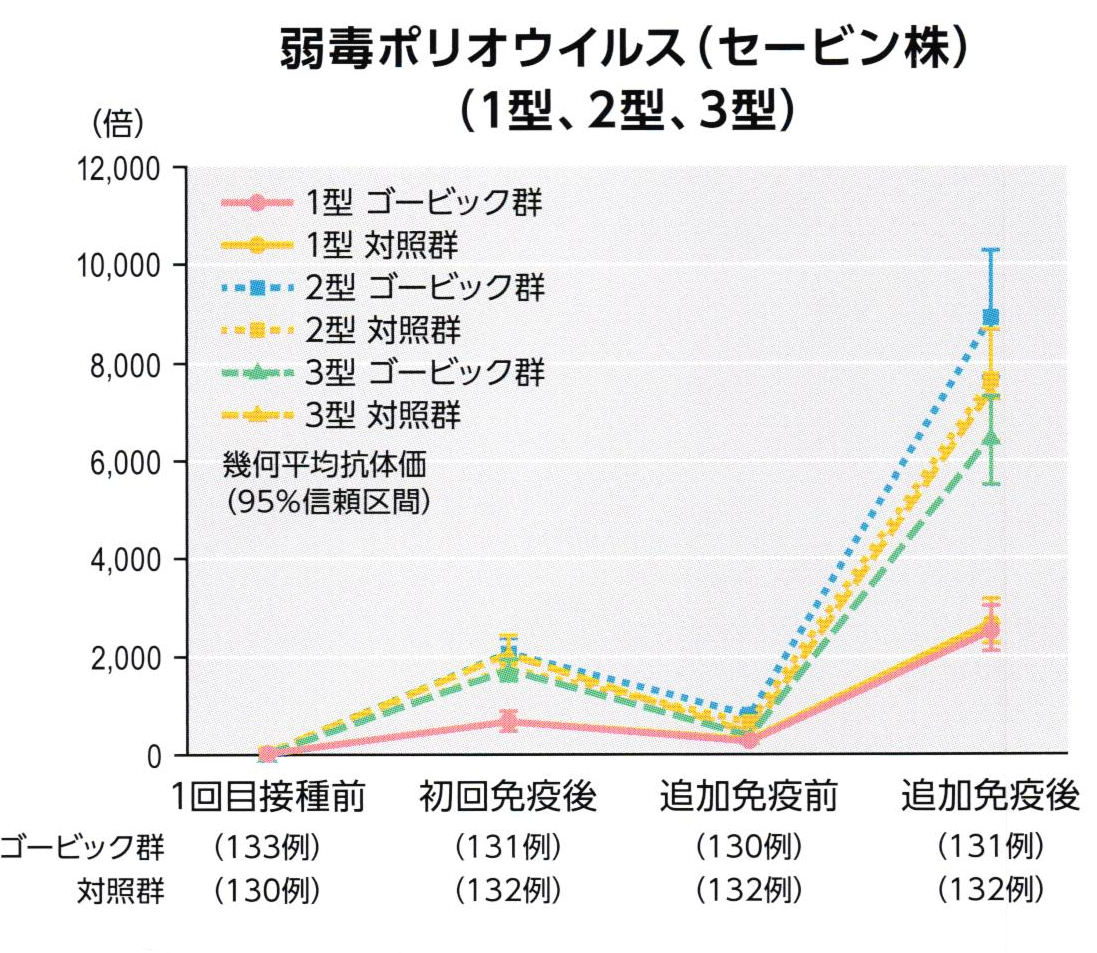 弱毒ポリオウイルス(セービン株)
(1型、2型、3型)
(倍)
12,000
10,000
8,000
6,000
4,000
2,000
0
1型 ゴービック群
1型 対照群
2型 ゴービック群
2型 対照群
3型 ゴービック群
3型 対照群
幾何平均抗体価
(95%信頼区間)
1回目接種前 初回免疫後 追加免疫前 追加免疫後
ゴービック群 (133例) (131例) (130例) (131例)
対照群 (130例) (132例) (132例) (132例)